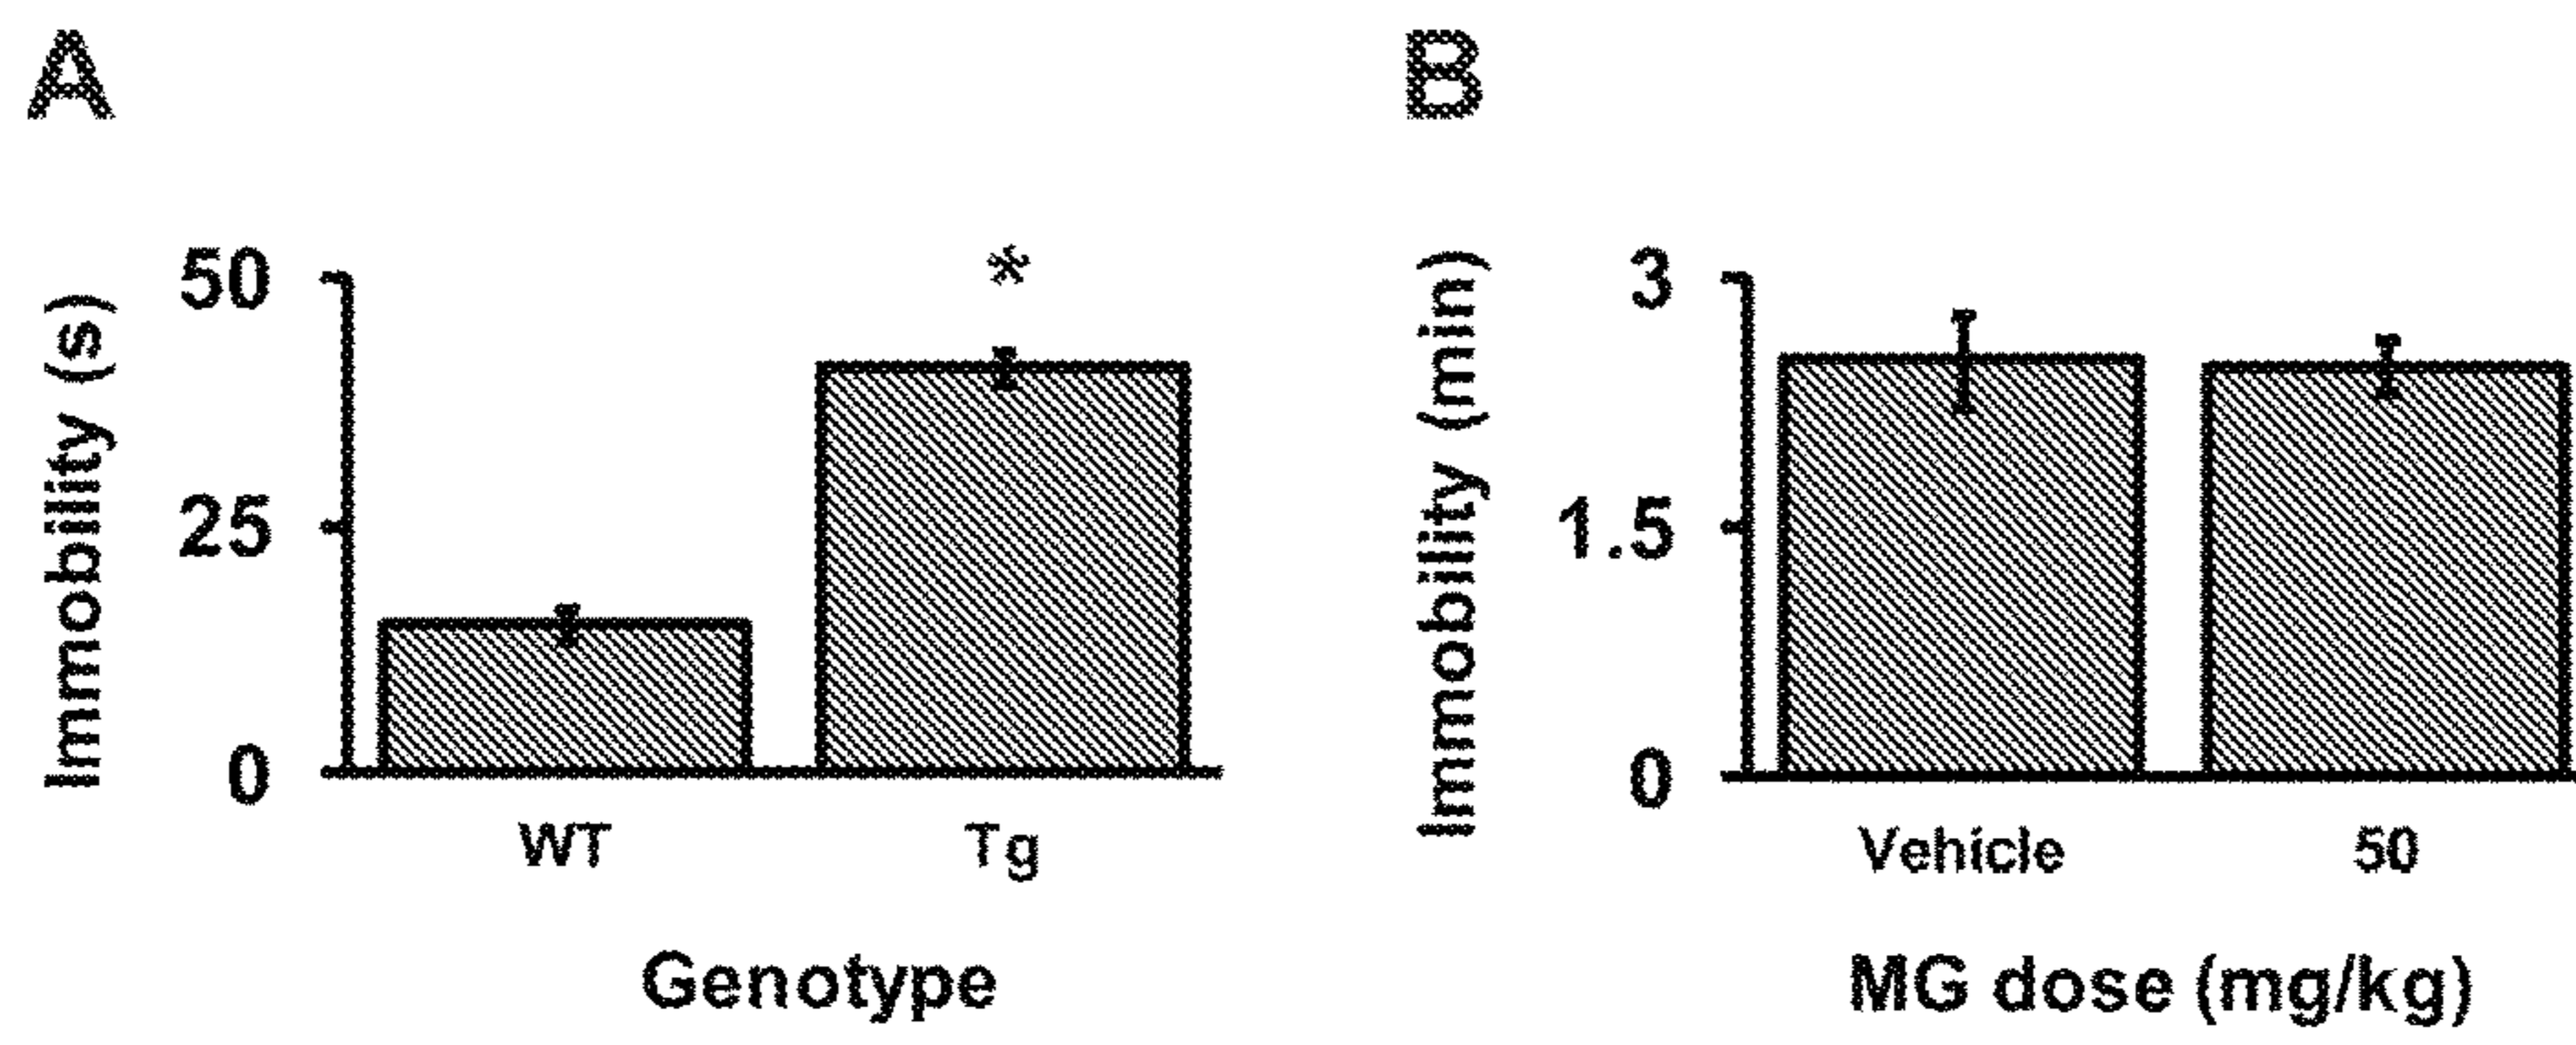 A
Immobility (s)
50
25
0
*
WT
Tg
Genotype
B
Immobility (min)
3
1.5
0
Vehicle
50
MG dose (mg/kg)